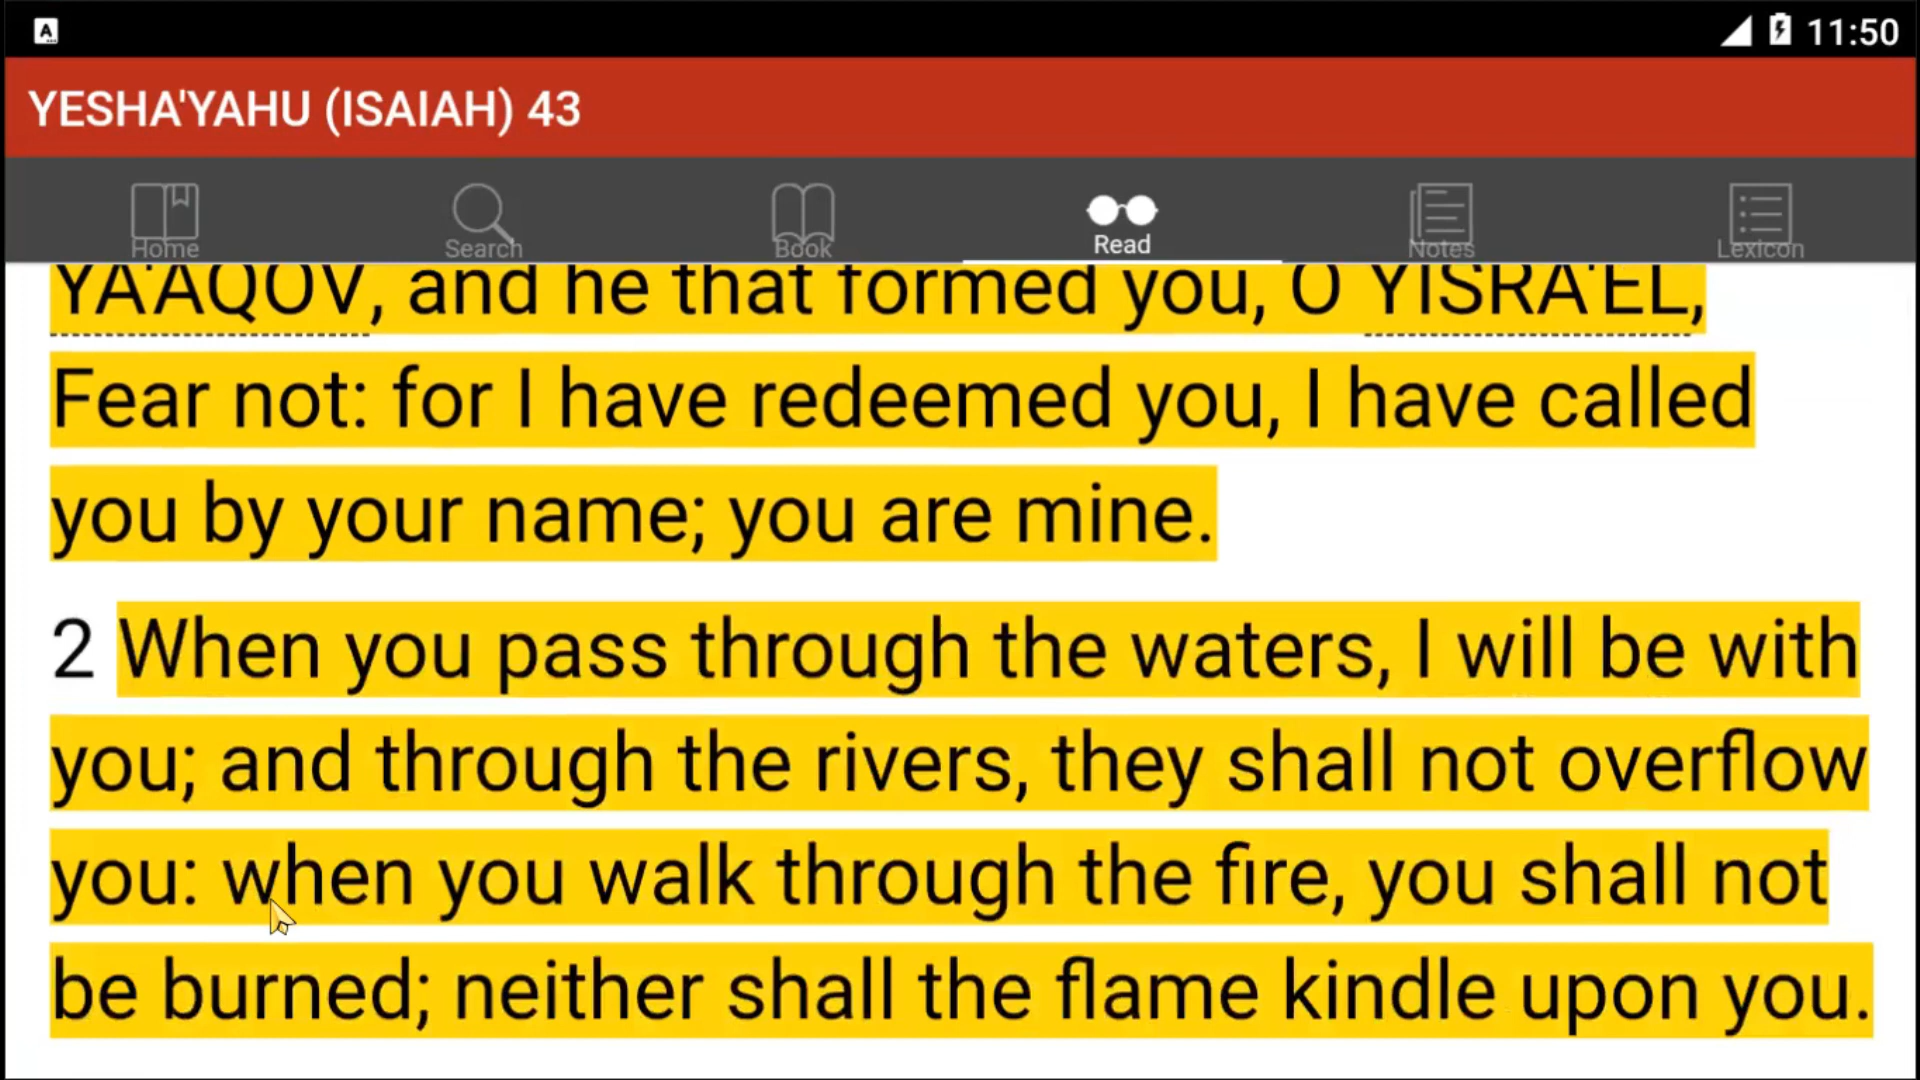 A
11:50
YESHA'YAHU (ISAIAH) 43
Home Search Book Read Notes Lexicon
YA'AQOV, and he that formed you, O YISRA'EL,
Fear not: for I have redeemed you, I have called
you by your name; you are mine.
2 When you pass through the waters, I will be with
you; and through the rivers, they shall not overflow
you: when you walk through the fire, you shall not
be burned; neither shall the flame kindle upon you.